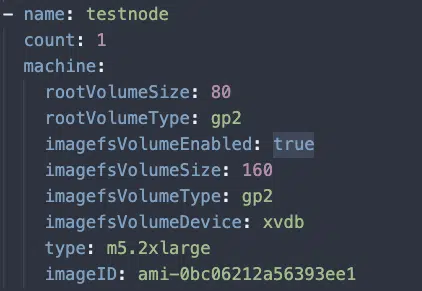 - name: testnode
count: 1
machine:
rootVolumeSize: 80
rootVolumeType: gp2
imagefsVolumeEnabled: true
imagefsVolumeSize: 160
imagefsVolumeType: gp2
imagefsVolumeDevice: xvdb
type: m5.2xlarge
imageID: ami-0bc06212a56393ee1